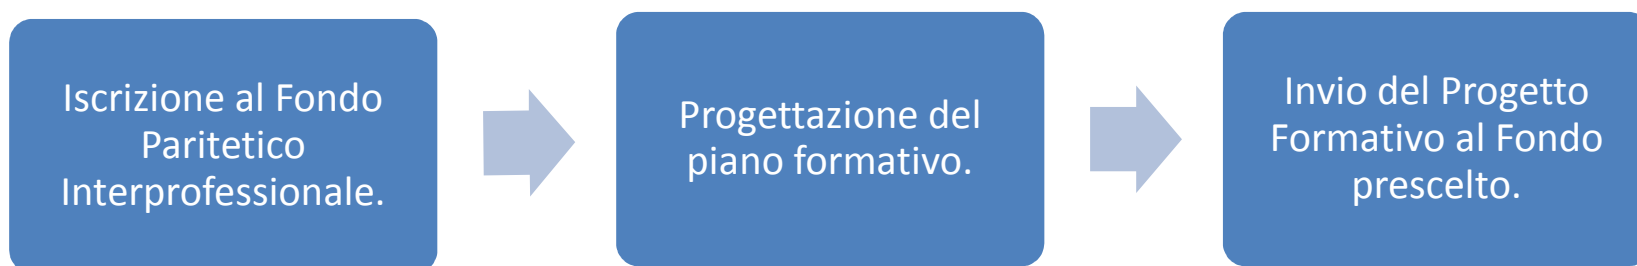 Iscrizione al Fondo
Paritetico
Interprofessionale.
Progettazione del
piano formativo.
Invio del Progetto
Formativo al Fondo
prescelto.